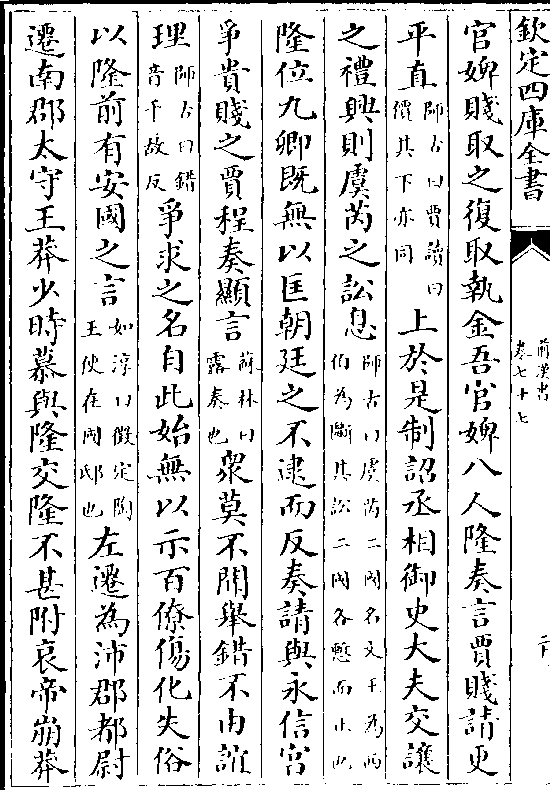 欽定四庫全書
前漢書
卷七十七
官婢賤取之復取執金吾官婢八人隆奏言賈賤請更
平直師古曰賈讀曰價其下亦同上於是制詔丞相御史大夫交讓
之禮興則虞芮之訟息師古曰虞芮二國名文王為西伯為斷其訟二國各慙而止也
隆位九卿既無以匡朝廷之不逮而反奏請與永信宮
爭貴賤之賈程奏顯言蘇林曰露奏也衆莫不聞舉錯不由誼
理師古曰錯音千故反爭求之名自此始無以示百僚傷化失俗
以隆前有安國之言如淳曰徵定陶王使在國邸也左遷為沛郡都尉
遷南郡太守王莽少時慕與隆交隆不甚附哀帝崩莽